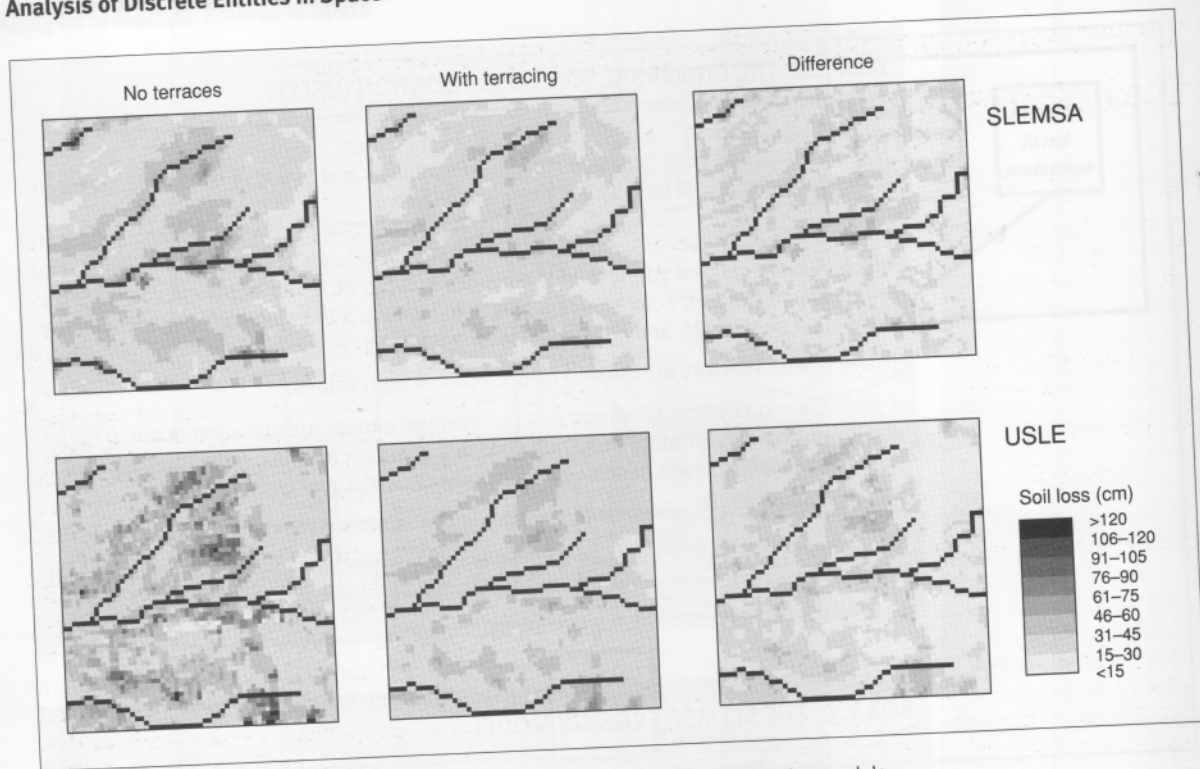 Analysis of Discrete Entities in Space
No terraces
With terracing
Difference
SLEMSA
USLE
Soil loss (cm)
>120
106–120
91–105
76–90
61–75
46–60
31–45
15–30
<15